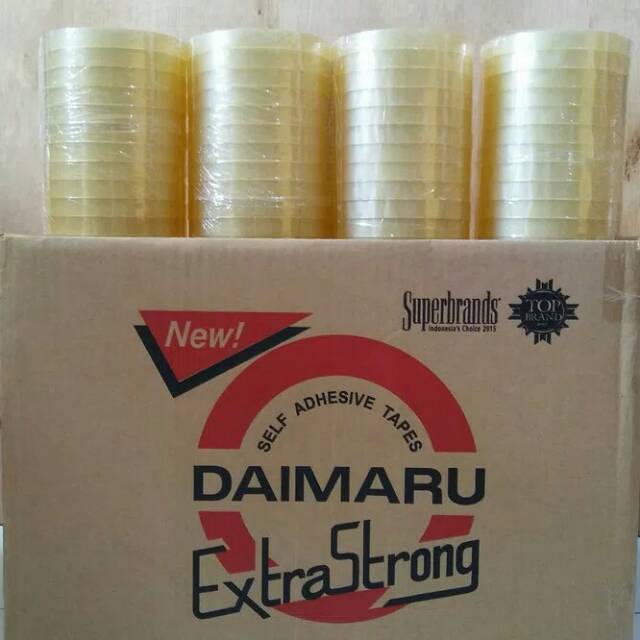 New!
Superbrands
Indonesia's Choice 2015
TOP
BRAND
SELF ADHESIVE TAPES
DAIMARU
ExtraStrong